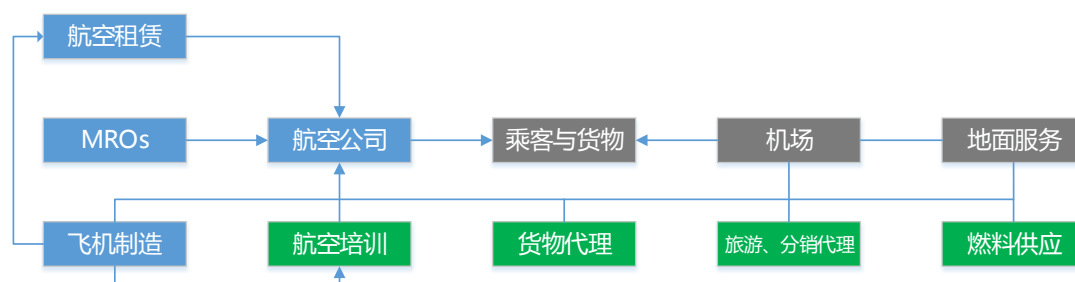 航空租赁
MROs
航空公司
乘客与货物
机场
地面服务
飞机制造
航空培训
货物代理
旅游、分销代理
燃料供应